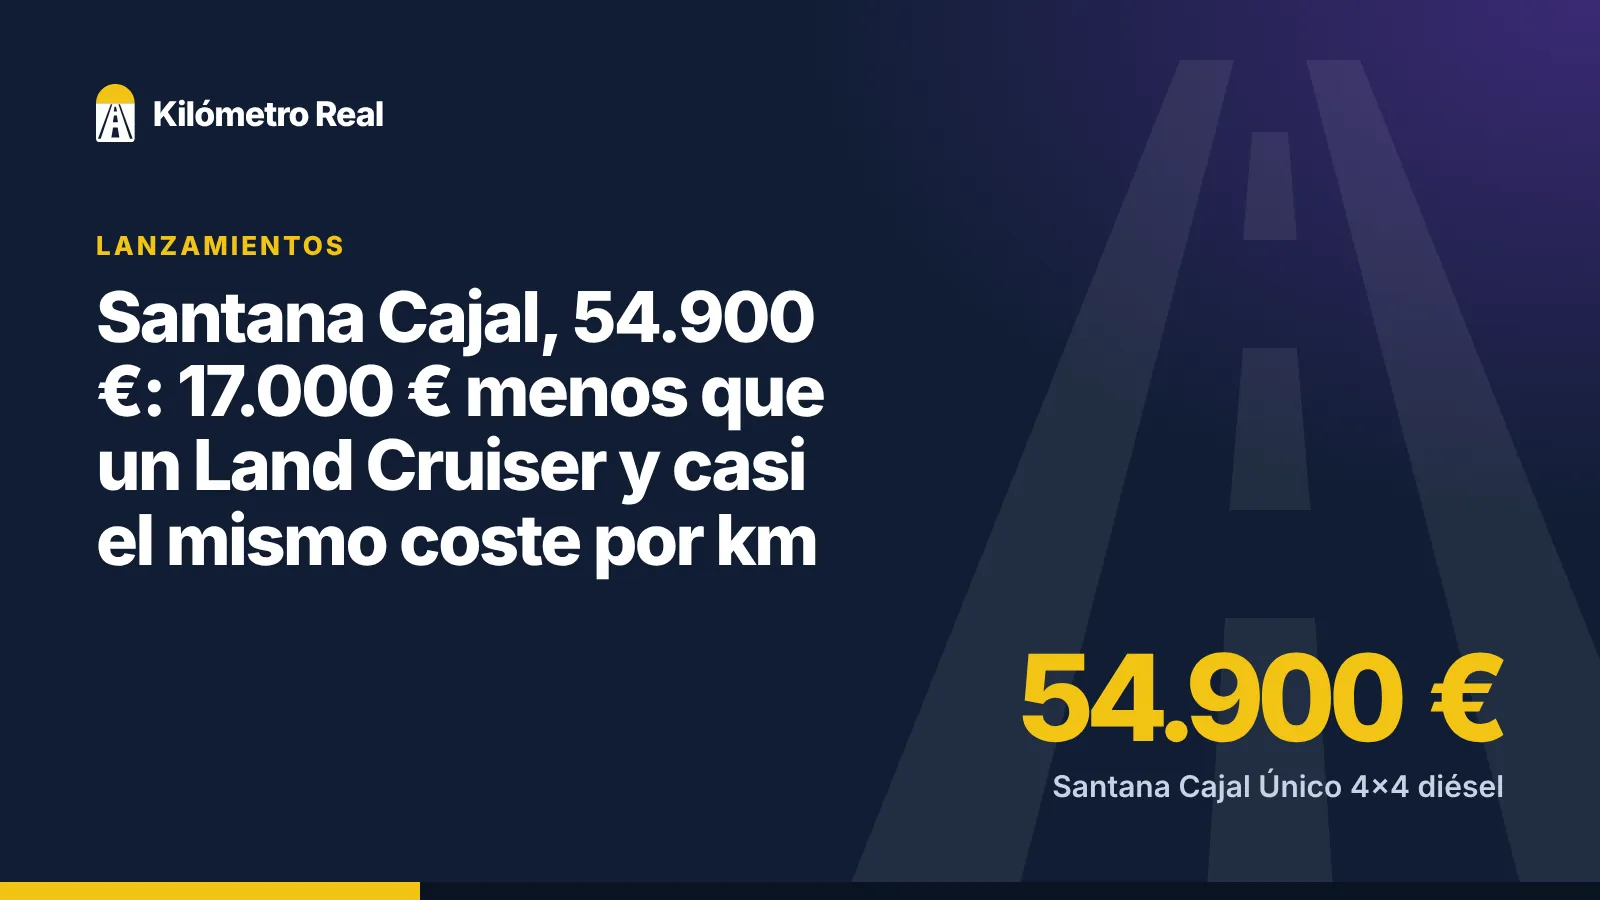 Kilómetro Real
LANZAMIENTOS
Santana Cajal, 54.900
€: 17.000 € menos que
un Land Cruiser y casi
el mismo coste por km
54.900 €
Santana Cajal Único 4×4 diésel